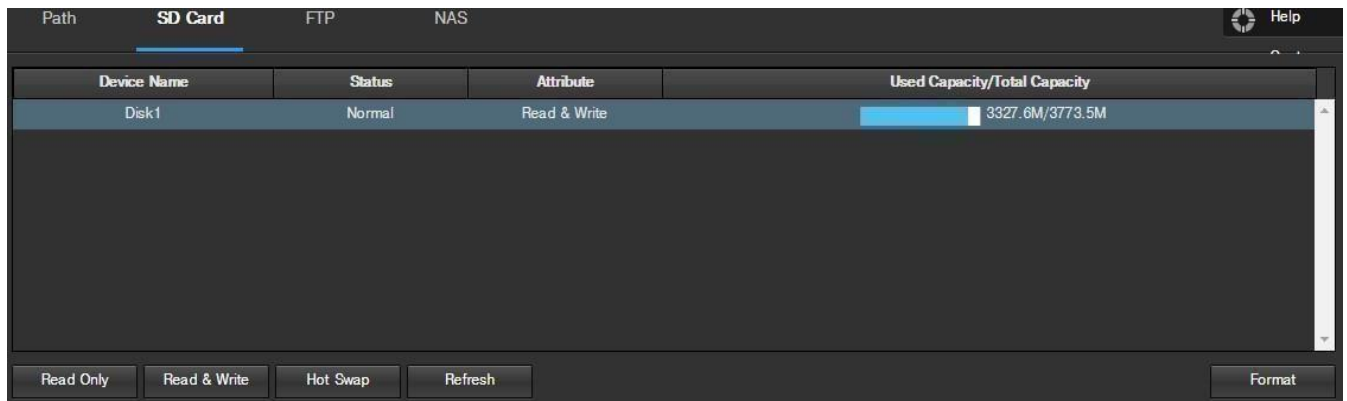 Path SD Card FTP NAS Help
Device Name Status Attribute Used Capacity/Total Capacity
Disk1 Normal Read & Write 3327.6M/3773.5M
Read Only Read & Write Hot Swap Refresh Format